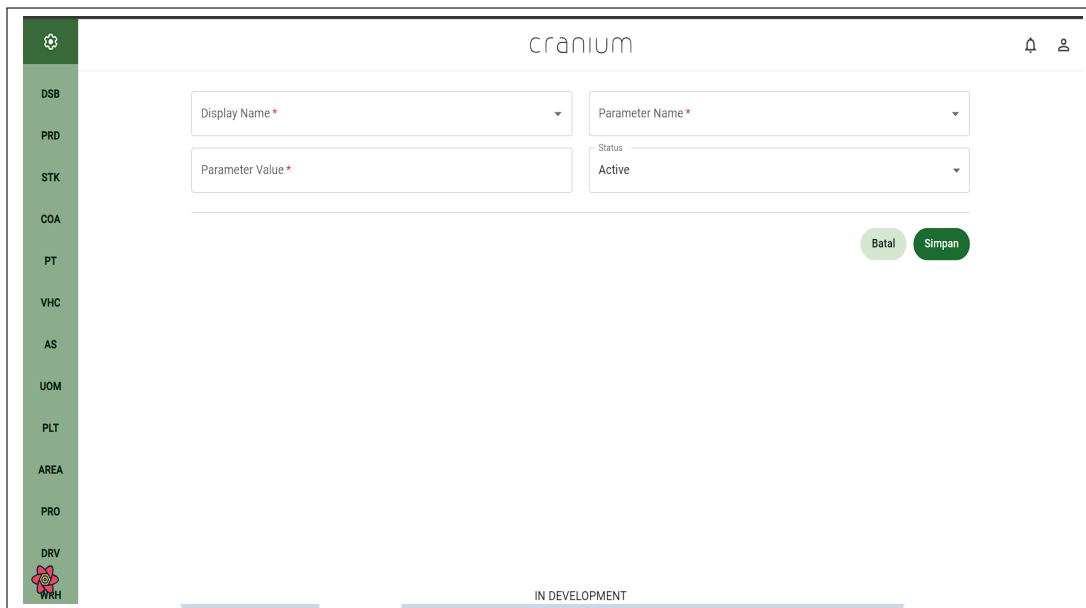 cranium
DSB
PRD
STK
COA
PT
VHC
AS
UOM
PLT
AREA
PRO
DRV
WRH
Display Name *
Parameter Name *
Parameter Value *
Status
Active
Batal
Simpan
IN DEVELOPMENT